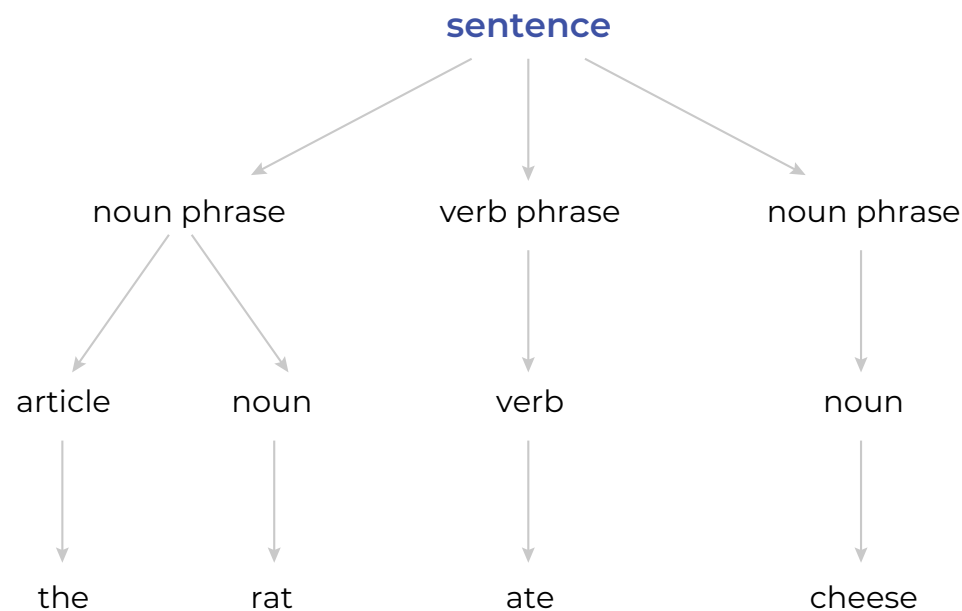 sentence
noun phrase verb phrase noun phrase
article noun verb noun
the rat ate cheese